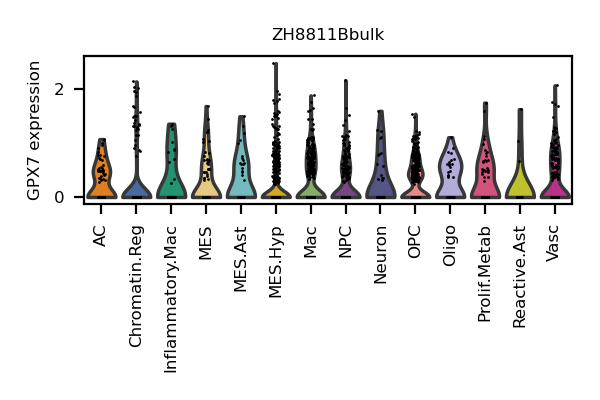 ZH8811Bbulk
GPX7 expression
2
0
AC
Chromatin.Reg
Inflammatory.Mac
MES
MES.Ast
MES.Hyp
Mac
NPC
Neuron
OPC
Oligo
Prolif.Metab
Reactive.Ast
Vasc